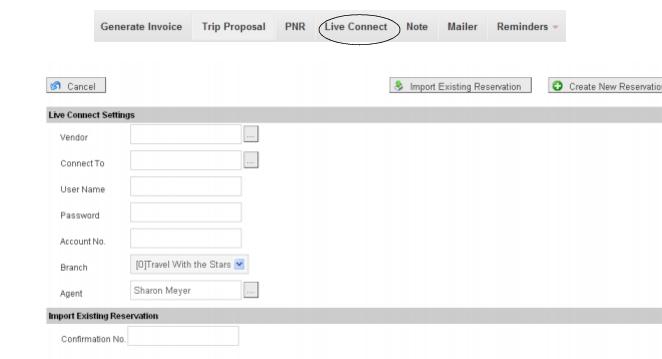 Generate Invoice Trip Proposal PNR Live Connect Note Mailer Reminders
Cancel Import Existing Reservation Create New Reservatio
Live Connect Settings
Vendor ...
Connect To ...
User Name
Password
Account No.
Branch [0]Travel With the Stars
Agent Sharon Meyer ...
Import Existing Reservation
Confirmation No.